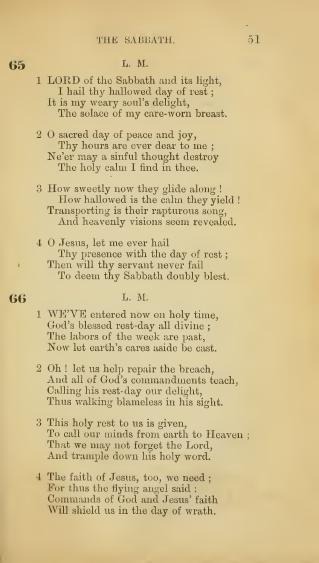 THE SABBATH. 51
65 L. M.
1 LORD of the Sabbath and its light,
I hail thy hallowed day of rest ;
It is my weary soul's delight,
The solace of my care-worn breast.
2 O sacred day of peace and joy,
Thy hours are ever dear to me ;
Ne'er may a sinful thought destroy
The holy calm I find in thee.
3 How sweetly now they glide along !
How hallowed is the calm they yield !
Transporting is their rapturous song,
And heavenly visions seem revealed.
4 O Jesus, let me ever hail
Thy presence with the day of rest ;
Then will thy servant never fail
To deem thy Sabbath doubly blest.
66 L. M.
1 WE'VE entered now on holy time,
God's blessed rest-day all divine ;
The labors of the week are past,
Now let earth's cares aside be cast.
2 Oh ! let us help repair the breach,
And all of God's commandments teach,
Calling his rest-day our delight,
Thus walking blameless in his sight.
3 This holy rest to us is given,
To call our minds from earth to Heaven ;
That we may not forget the Lord,
And trample down his holy word.
4 The faith of Jesus, too, we need ;
For thus the flying angel said ;
Commands of God and Jesus' faith
Will shield us in the day of wrath.